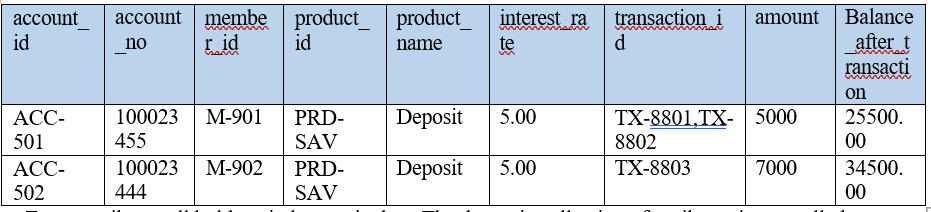 account_id account_no member_id product_id product_name interest_rate transaction_id amount Balance_after_transaction
ACC-501 100023455 M-901 PRD-SAV Deposit 5.00 TX-8801,TX-8802 5000 25500.00
ACC-502 100023444 M-902 PRD-SAV Deposit 5.00 TX-8803 7000 34500.00